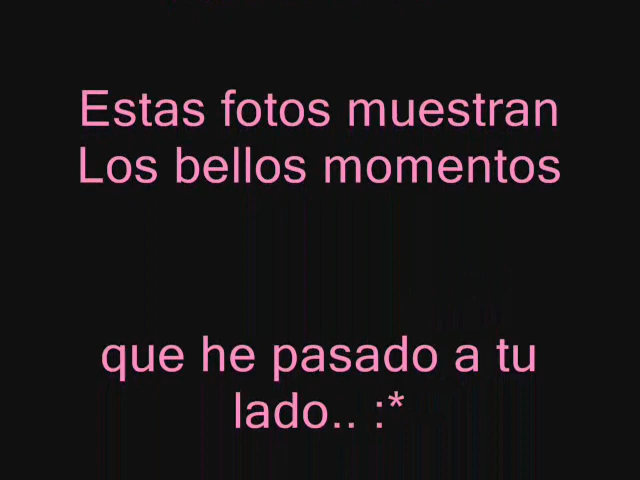 Estas fotos muestran
Los bellos momentos
que he pasado a tu
lado.. :*